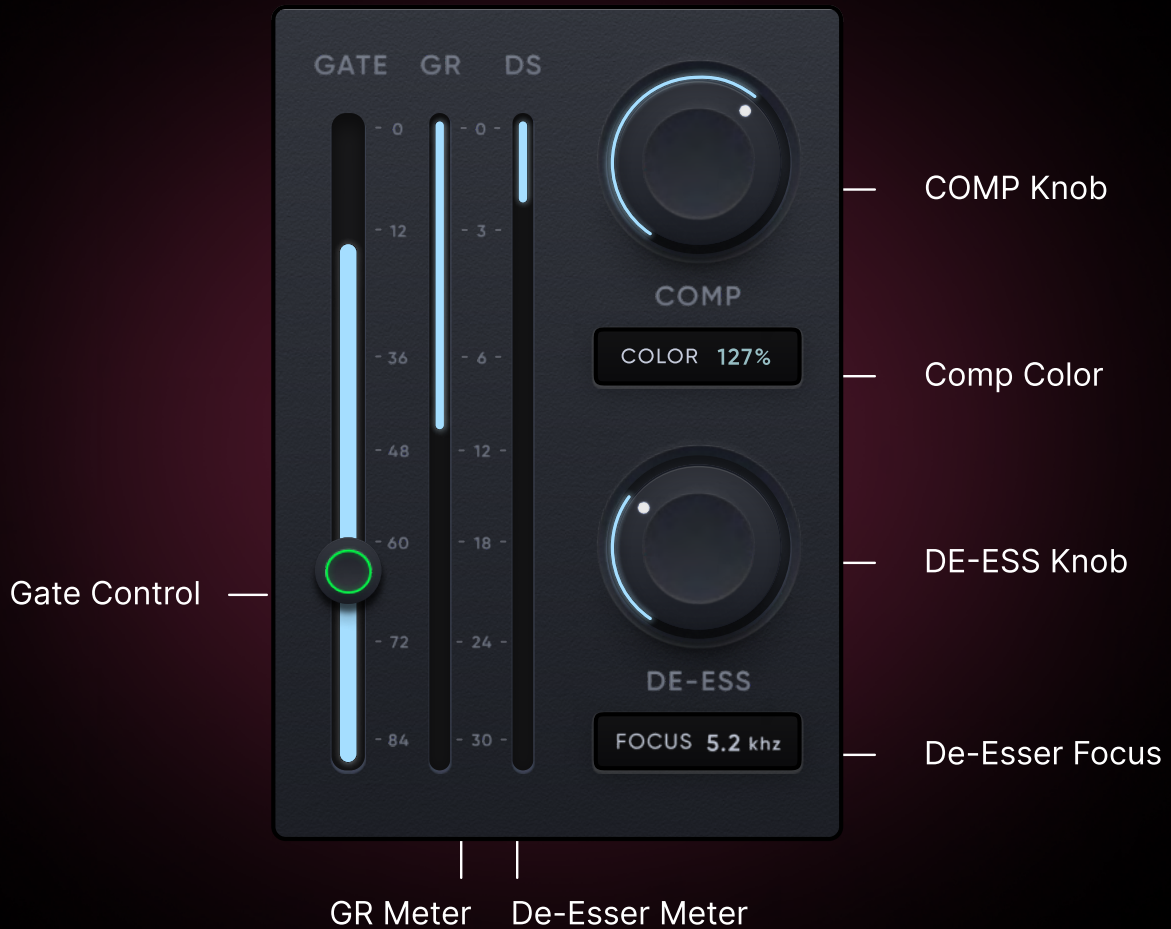 GATE GR DS
- 0 - 0 -
- 12 - 3 -
COMP Knob
COMP
- 36 - 6 -
COLOR 127%
Comp Color
- 48 - 12 -
- 60 - 18 -
DE-ESS Knob
Gate Control
- 72 - 24 -
DE-ESS
- 84 - 30 -
FOCUS 5.2 khz
De-Esser Focus
GR Meter De-Esser Meter